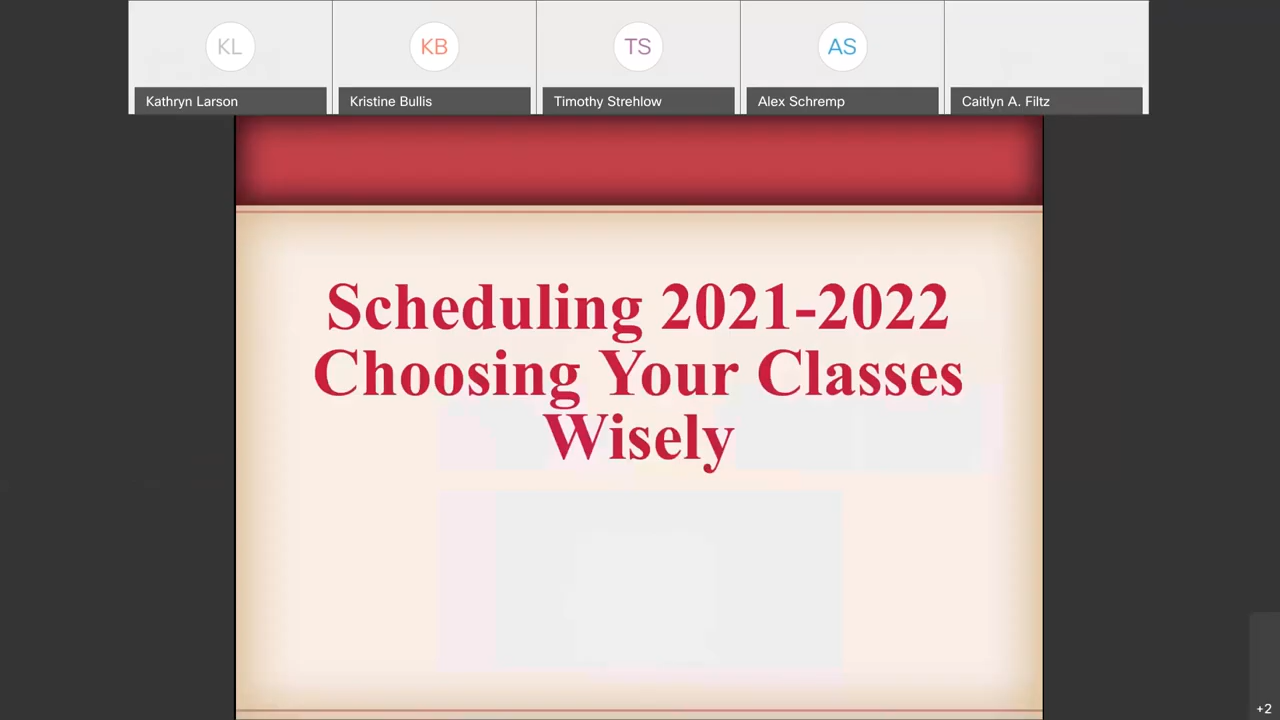 KL
KB
TS
AS
Kathryn Larson
Kristine Bullis
Timothy Strehlow
Alex Schremp
Caitlyn A. Filtz
Scheduling 2021-2022
Choosing Your Classes
Wisely
+2